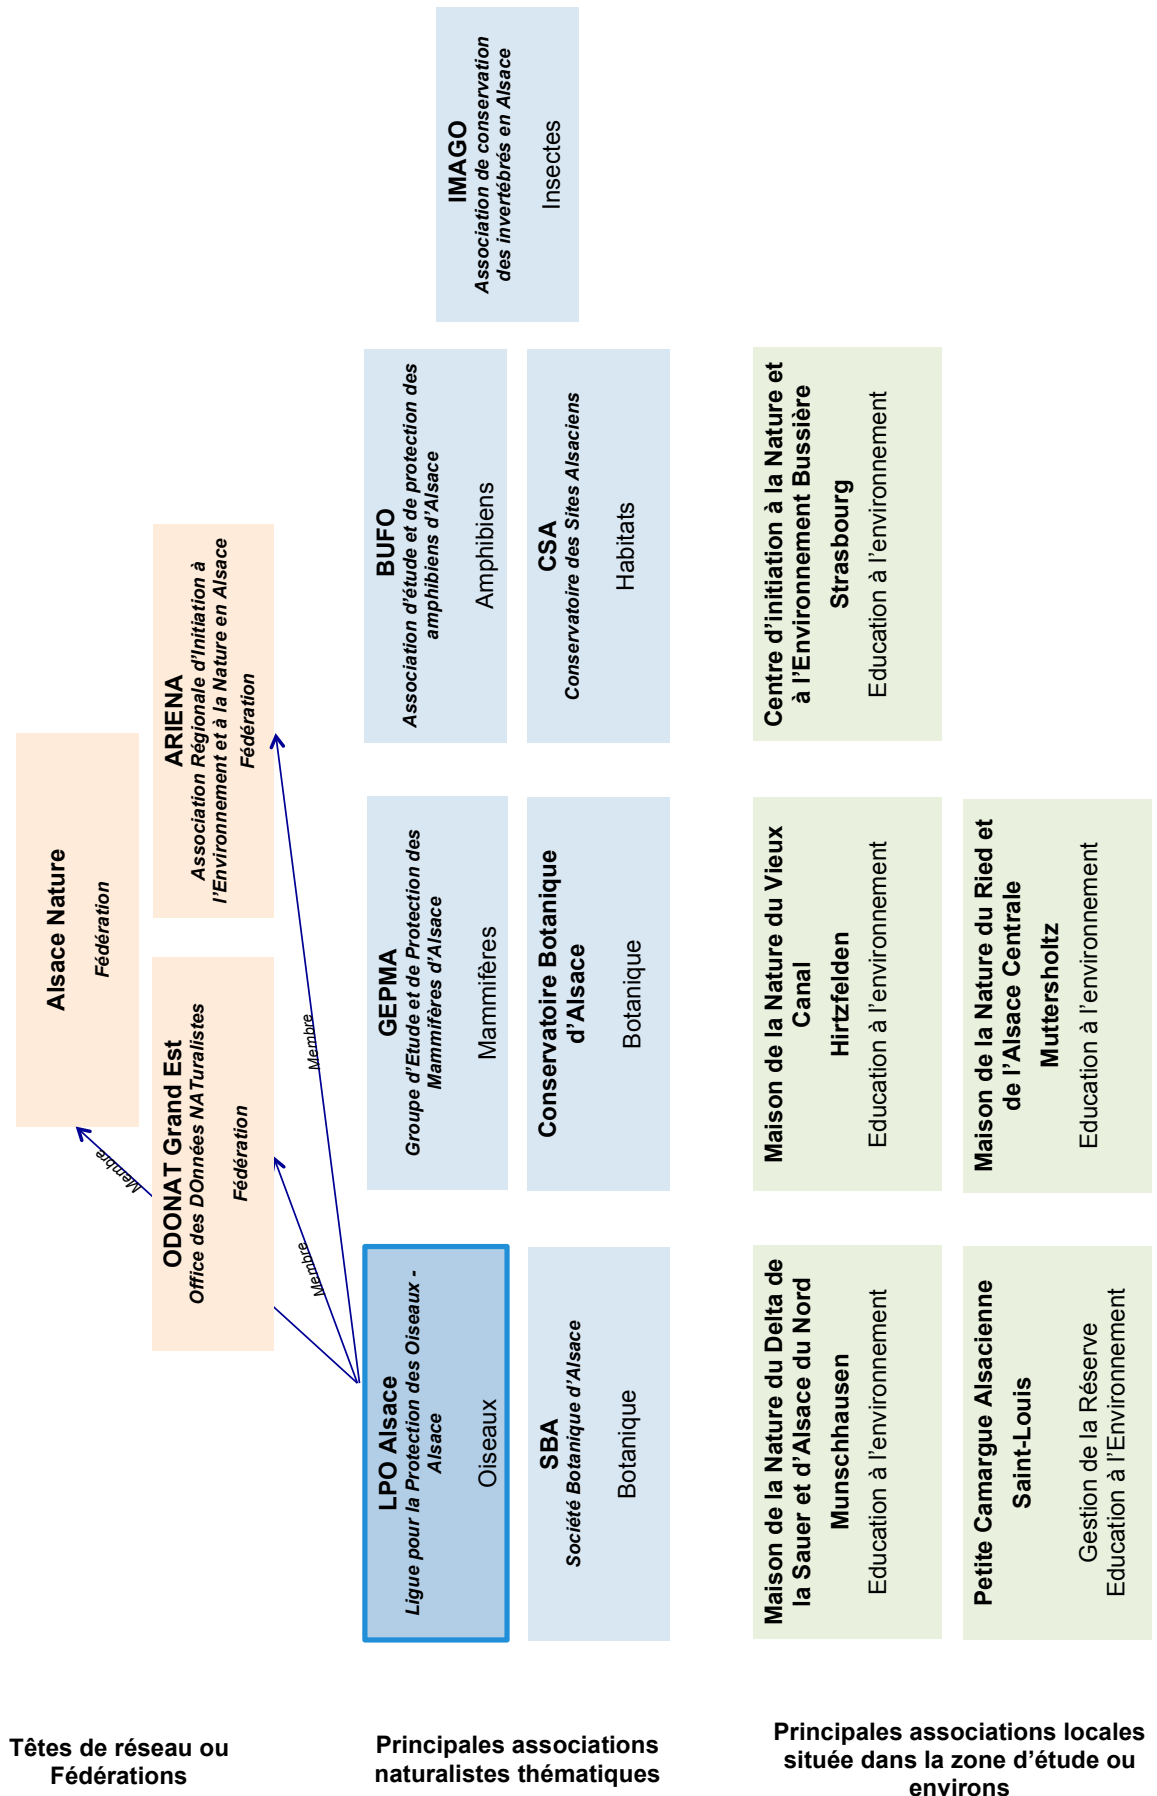 Têtes de réseau ou
Fédérations
Alsace Nature
Fédération
ODONAT Grand Est
Office des DOnnées NATuralistes
Fédération
ARIENA
Association Régionale d'Initiation à
l'Environnement et à la Nature en Alsace
Fédération
Membre
Membre
Membre
Principales associations
naturalistes thématiques
LPO Alsace
Ligue pour la Protection des Oiseaux -
Alsace
Oiseaux
GEPMA
Groupe d'Etude et de Protection des
Mammifères d'Alsace
Mammifères
BUFO
Association d'étude et de protection des
amphibiens d'Alsace
Amphibiens
IMAGO
Association de conservation
des invertébrés en Alsace
Insectes
SBA
Société Botanique d'Alsace
Botanique
Conservatoire Botanique
d'Alsace
Botanique
CSA
Conservatoire des Sites Alsaciens
Habitats
Principales associations locales
située dans la zone d'étude ou
environs
Maison de la Nature du Delta de
la Sauer et d'Alsace du Nord
Munschhausen
Education à l'environnement
Maison de la Nature du Vieux
Canal
Hirtzfelden
Education à l'environnement
Centre d'initiation à la Nature et
à l'Environnement Bussière
Strasbourg
Education à l'environnement
Petite Camargue Alsacienne
Saint-Louis
Gestion de la Réserve
Education à l'Environnement
Maison de la Nature du Ried et
de l'Alsace Centrale
Muttersholtz
Education à l'environnement